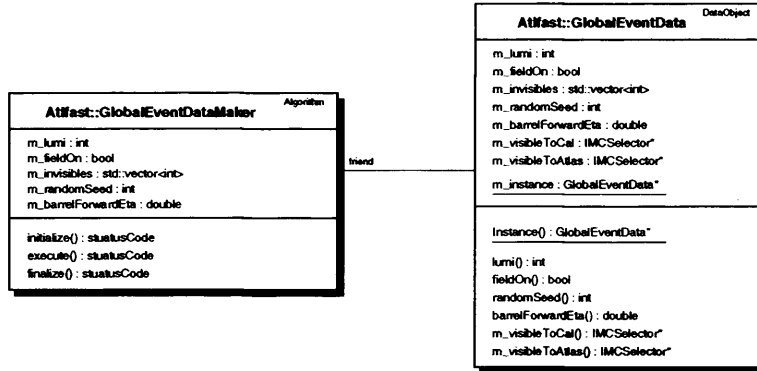 Algorithm
Atlfast::GlobalEventDataMaker
m_lumi : int
m_fieldOn : bool
m_invisibles : std::vector<int>
m_randomSeed : int
m_barrelForwardEta : double
initialize() : stuatusCode
execute() : stuatusCode
finalize() : stuatusCode
friend
DataObject
Atlfast::GlobalEventData
m_lumi : int
m_fieldOn : bool
m_invisibles : std::vector<int>
m_randomSeed : int
m_barrelForwardEta : double
m_visibleToCal : IMCSelector*
m_visibleToAtlas : IMCSelector*
m_instance : GlobalEventData*
Instance() : GlobalEventData*
lumi() : int
fieldOn() : bool
randomSeed() : int
barrelForwardEta() : double
m_visibleToCal() : IMCSelector*
m_visibleToAtlas() : IMCSelector*